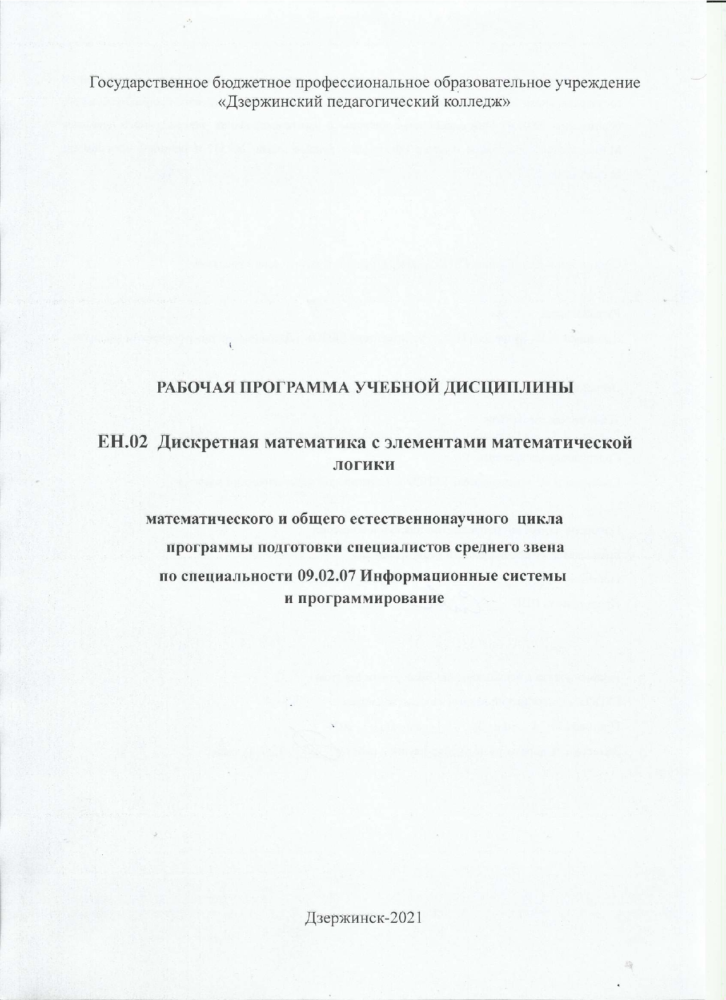 Государственное бюджетное профессиональное образовательное учреждение
«Дзержинский педагогический колледж»
РАБОЧАЯ ПРОГРАММА УЧЕБНОЙ ДИСЦИПЛИНЫ
ЕН.02 Дискретная математика с элементами математической
логики
математического и общего естественнонаучного цикла
программы подготовки специалистов среднего звена
по специальности 09.02.07 Информационные системы
и программирование
Дзержинск-2021